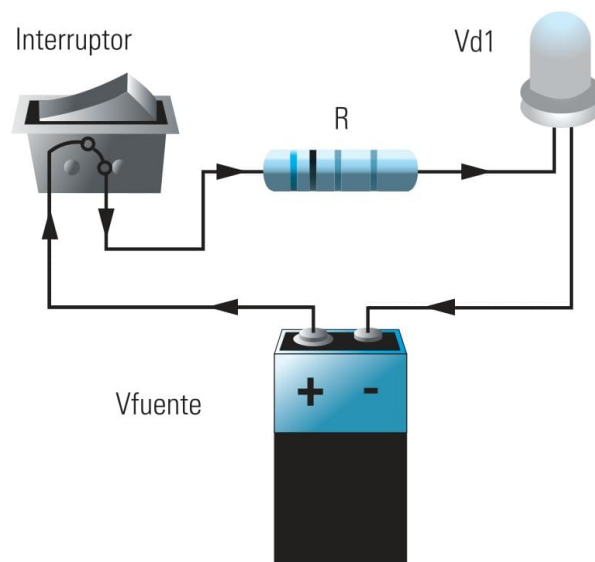 Interruptor
Vd1
R
Vfuente
+ -